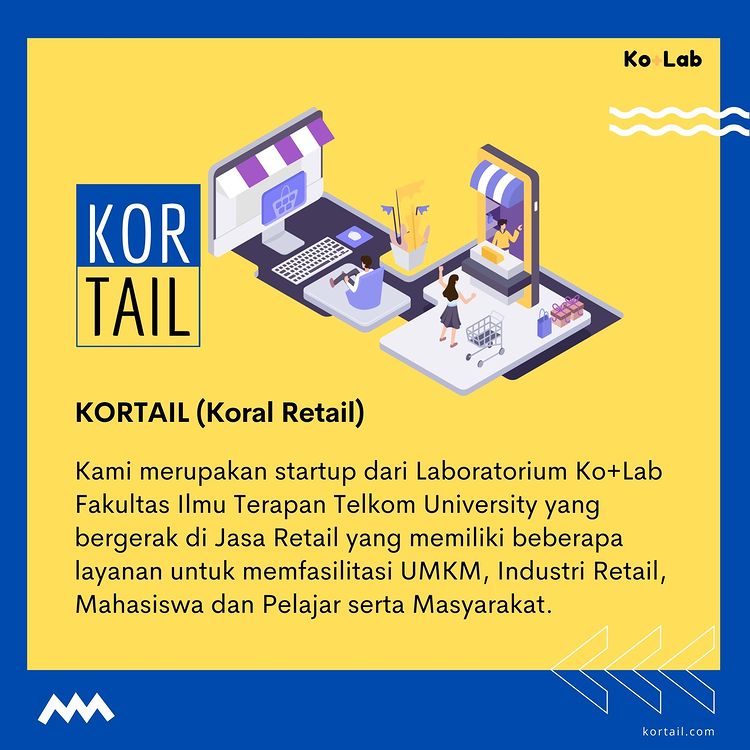 Ko+Lab
KOR
TAIL
KORTAIL (Koral Retail)
Kami merupakan startup dari Laboratorium Ko+Lab
Fakultas Ilmu Terapan Telkom University yang
bergerak di Jasa Retail yang memiliki beberapa
layanan untuk memfasilitasi UMKM, Industri Retail,
Mahasiswa dan Pelajar serta Masyarakat.
kortail.com